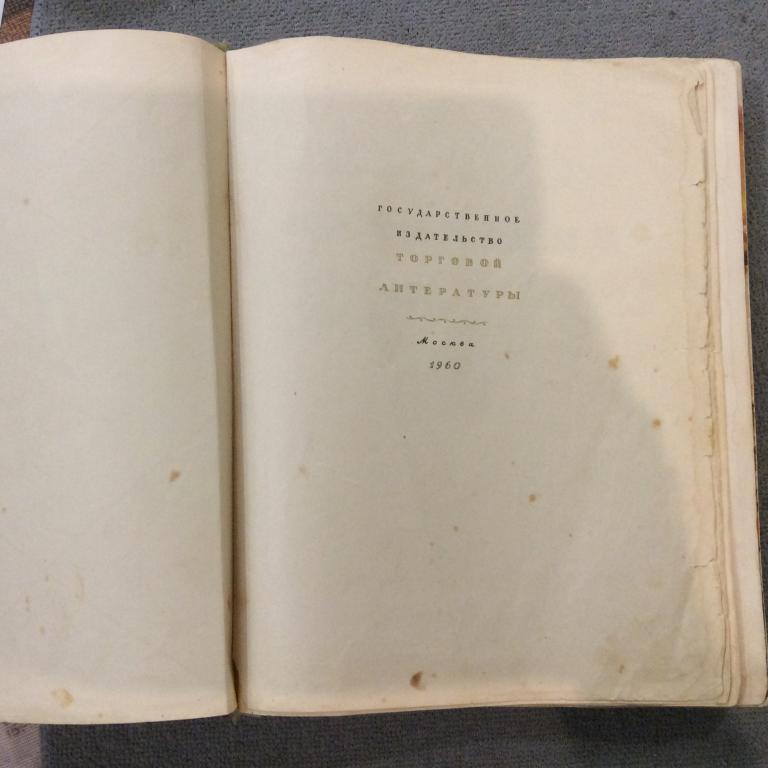 ГОСУДАРСТВЕННОЕ
ИЗДАТЕЛЬСТВО
ТОРГОВОЙ
ЛИТЕРАТУРЫ
Москва
1960